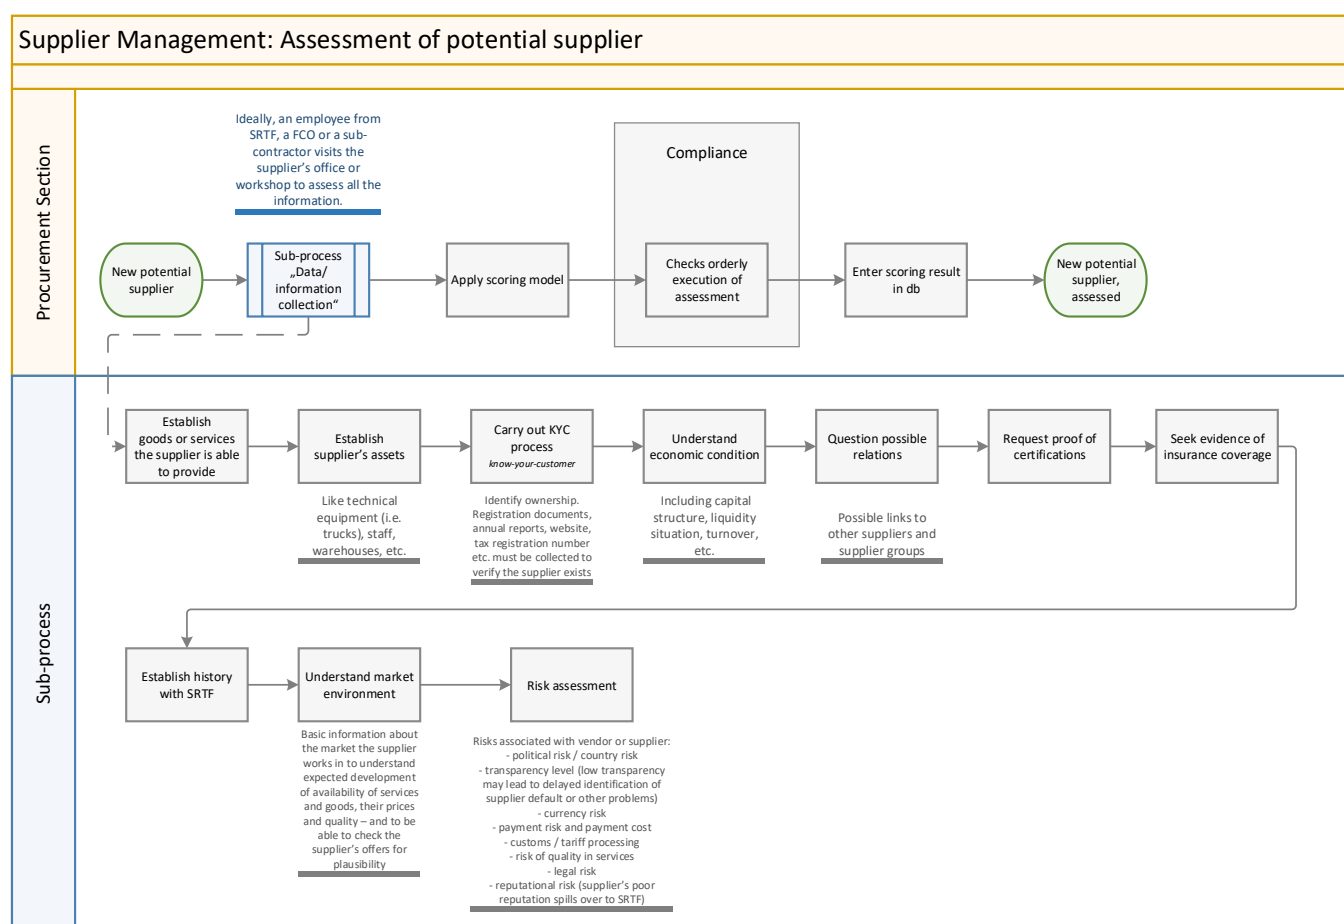 Supplier Management: Assessment of potential supplier
Procurement Section
Ideally, an employee from
SRTF, a FCO or a sub-
contractor visits the
supplier's office or
workshop to assess all the
information.
Compliance
New potential
supplier
Sub-process
„Data/
information
collection“
Apply scoring model
Checks orderly
execution of
assessment
Enter scoring result
in db
New potential
supplier,
assessed
Sub-process
Establish
goods or services
the supplier is able
to provide
Establish
supplier's assets
Like technical
equipment (i.e.
trucks), staff,
warehouses, etc.
Carry out KYC
process
know-your-customer
Identify ownership.
Registration documents,
annual reports, website,
tax registration number
etc. must be collected to
verify the supplier exists
Understand
economic condition
Including capital
structure, liquidity
situation, turnover,
etc.
Question possible
relations
Possible links to
other suppliers and
supplier groups
Request proof of
certifications
Seek evidence of
insurance coverage
Establish history
with SRTF
Understand market
environment
Basic information about
the market the supplier
works in to understand
expected development
of availability of services
and goods, their prices
and quality – and to be
able to check the
supplier's offers for
plausibility
Risk assessment
Risks associated with vendor or supplier:
- political risk / country risk
- transparency level (low transparency
may lead to delayed identification of
supplier default or other problems)
- currency risk
- payment risk and payment cost
- customs / tariff processing
- risk of quality in services
- legal risk
- reputational risk (supplier's poor
reputation spills over to SRTF)